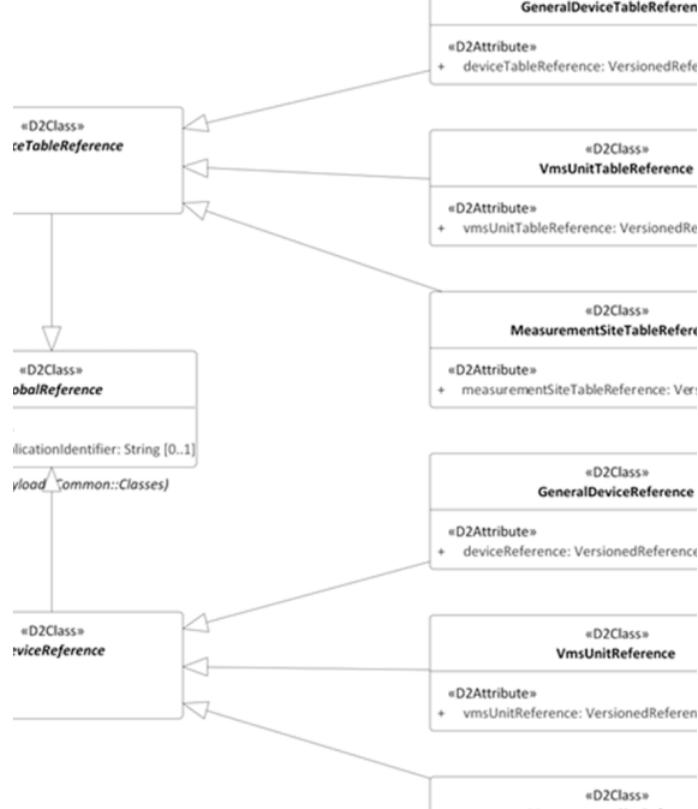 GeneralDeviceTableReferen
«D2Attribute»
+ deviceTableReference: VersionedRefe
«D2Class»
ceTableReference
«D2Class»
VmsUnitTableReference
«D2Attribute»
+ vmsUnitTableReference: VersionedRe
«D2Class»
MeasurementSiteTableRefere
«D2Attribute»
+ measurementSiteTableReference: Vers
«D2Class»
obalReference
licationIdentifier: String [0..1]
yload Common::Classes)
«D2Class»
GeneralDeviceReference
«D2Attribute»
+ deviceReference: VersionedReference
«D2Class»
eviceReference
«D2Class»
VmsUnitReference
«D2Attribute»
+ vmsUnitReference: VersionedReferen
«D2Class»